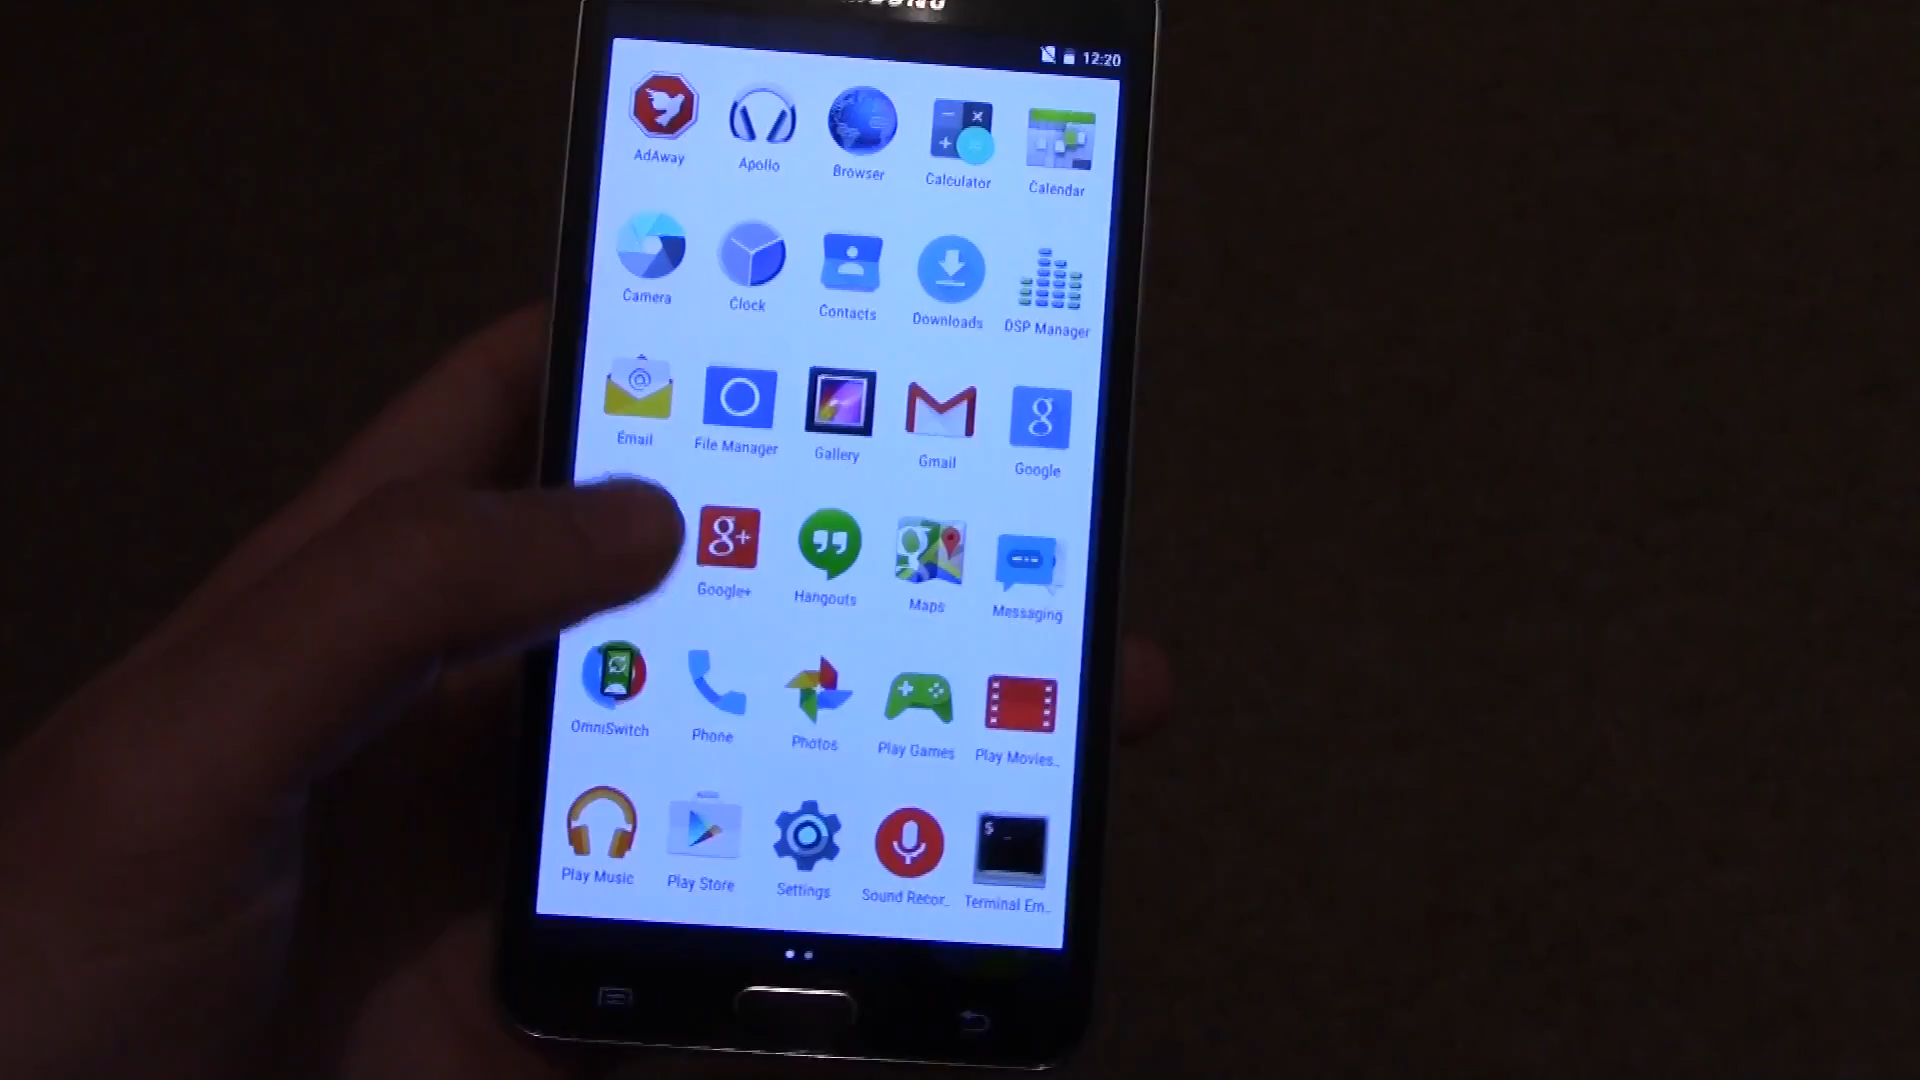 12:20
AdAway
Apollo
Browser
Calculator
Calendar
Camera
Clock
Contacts
Downloads
DSP Manager
Email
File Manager
Gallery
Gmail
Google
Google+
Hangouts
Maps
Messaging
OmniSwitch
Phone
Photos
Play Games
Play Movies..
Play Music
Play Store
Settings
Sound Recor..
Terminal Em..